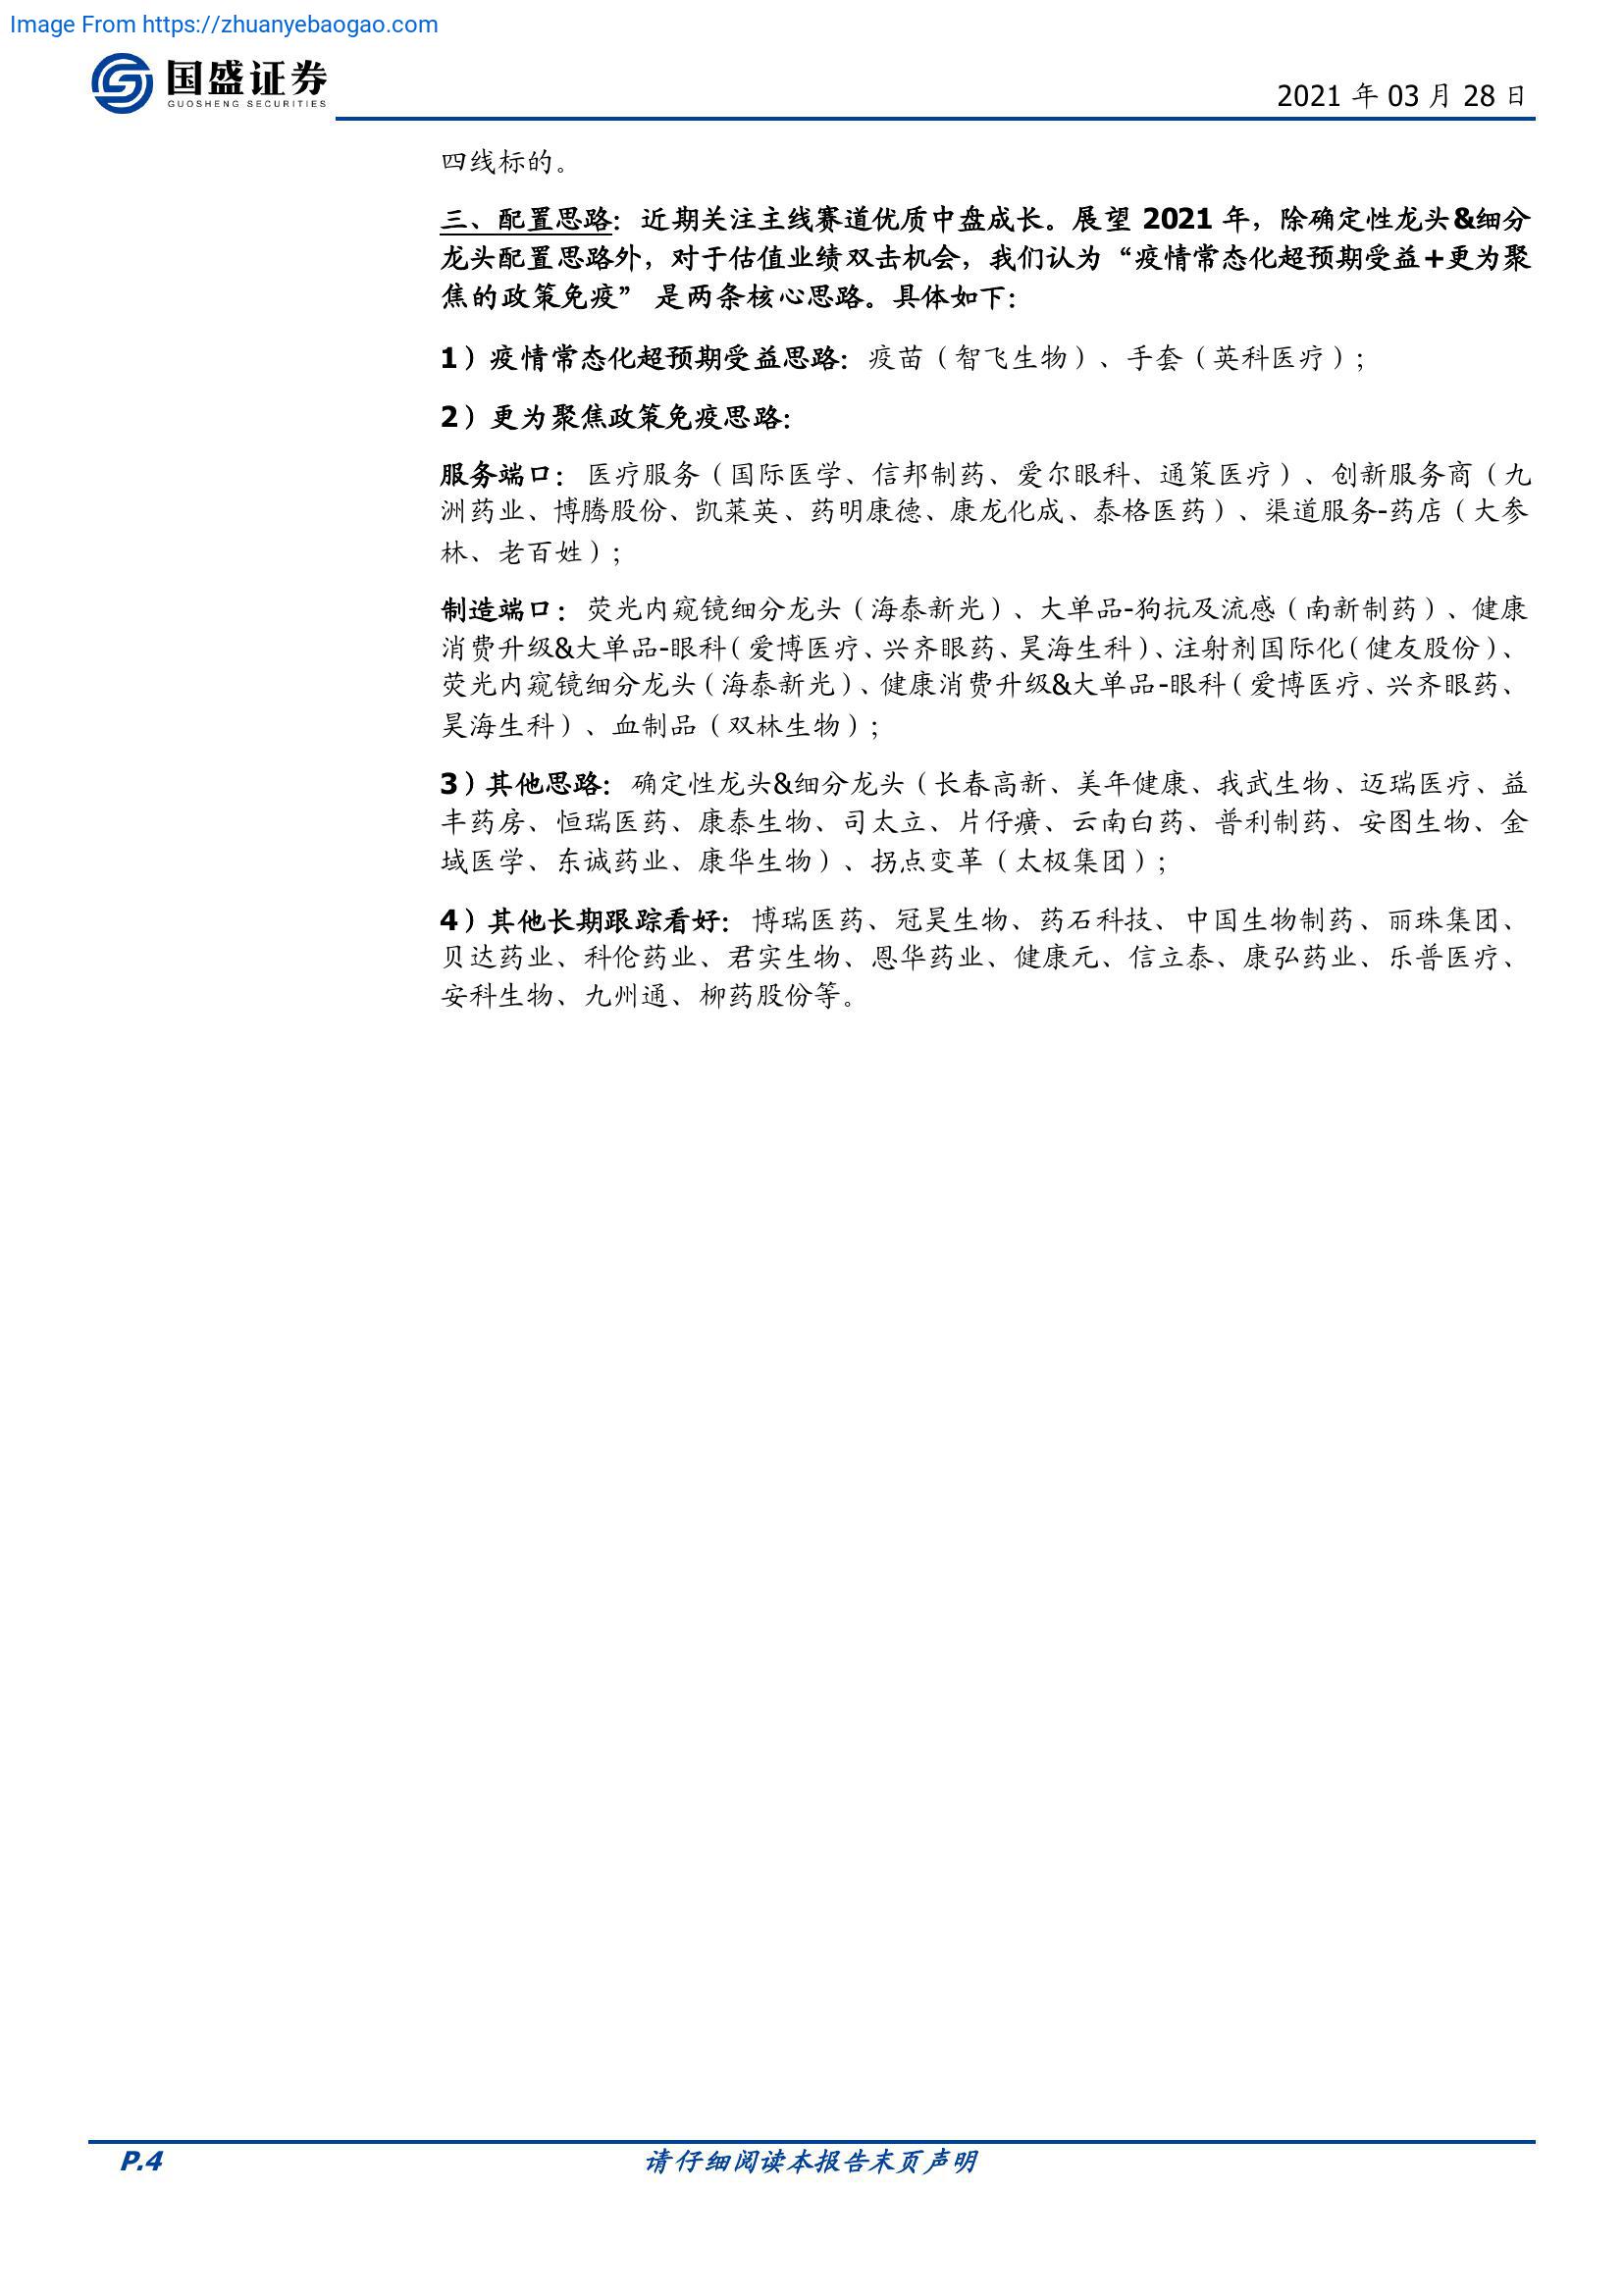 Image From https://zhuanyebaogao.com
国盛证券
GUOSHENG SECURITIES
2021 年 03 月 28 日
四线标的。
三、配置思路：近期关注主线赛道优质中盘成长。展望 2021 年，除确定性龙头&细分
龙头配置思路外，对于估值业绩双击机会，我们认为“疫情常态化超预期受益+更为聚
焦的政策免疫” 是两条核心思路。具体如下：
1）疫情常态化超预期受益思路：疫苗（智飞生物）、手套（英科医疗）；
2）更为聚焦政策免疫思路：
服务端口：医疗服务（国际医学、信邦制药、爱尔眼科、通策医疗）、创新服务商（九
洲药业、博腾股份、凯莱英、药明康德、康龙化成、泰格医药）、渠道服务-药店（大参
林、老百姓）；
制造端口：荧光内窥镜细分龙头（海泰新光）、大单品-狗抗及流感（南新制药）、健康
消费升级&大单品-眼科（爱博医疗、兴齐眼药、昊海生科）、注射剂国际化（健友股份）、
荧光内窥镜细分龙头（海泰新光）、健康消费升级&大单品-眼科（爱博医疗、兴齐眼药、
昊海生科）、血制品（双林生物）；
3）其他思路：确定性龙头&细分龙头（长春高新、美年健康、我武生物、迈瑞医疗、益
丰药房、恒瑞医药、康泰生物、司太立、片仔癀、云南白药、普利制药、安图生物、金
域医学、东诚药业、康华生物）、拐点变革（太极集团）；
4）其他长期跟踪看好：博瑞医药、冠昊生物、药石科技、中国生物制药、丽珠集团、
贝达药业、科伦药业、君实生物、恩华药业、健康元、信立泰、康弘药业、乐普医疗、
安科生物、九州通、柳药股份等。
P.4
请仔细阅读本报告末页声明